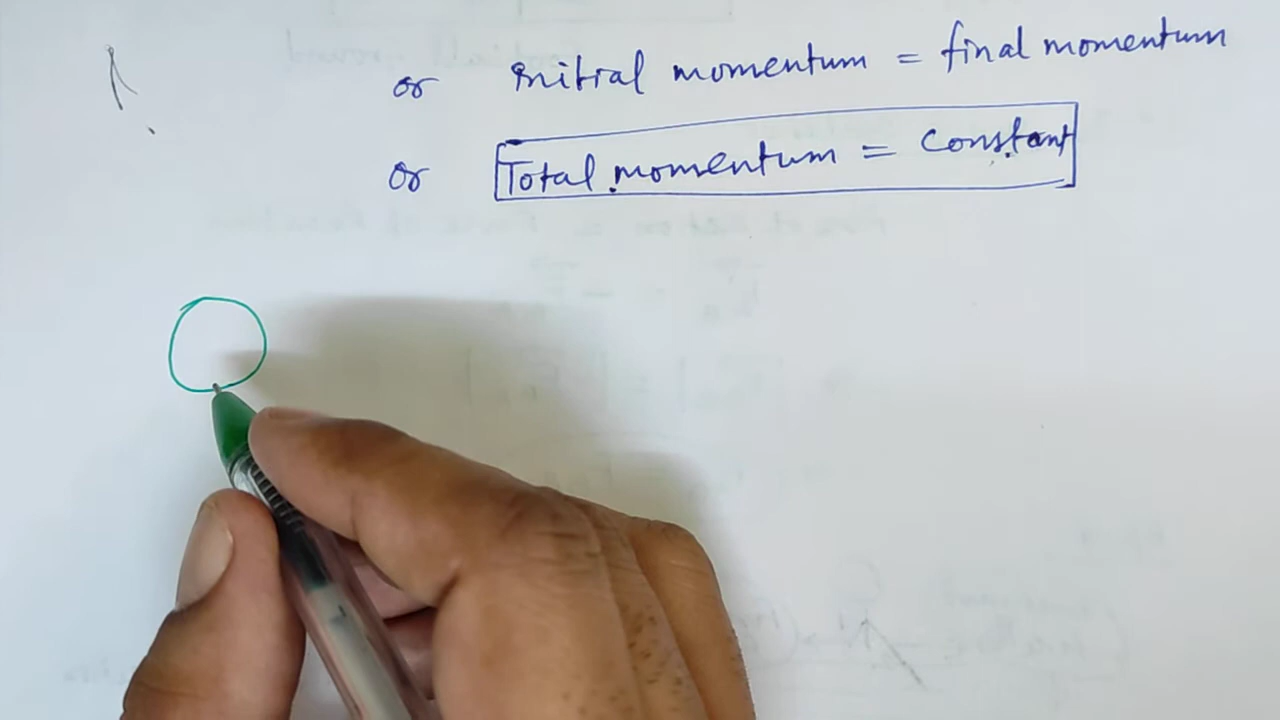 or initial momentum = final momentum
or Total momentum = Constant